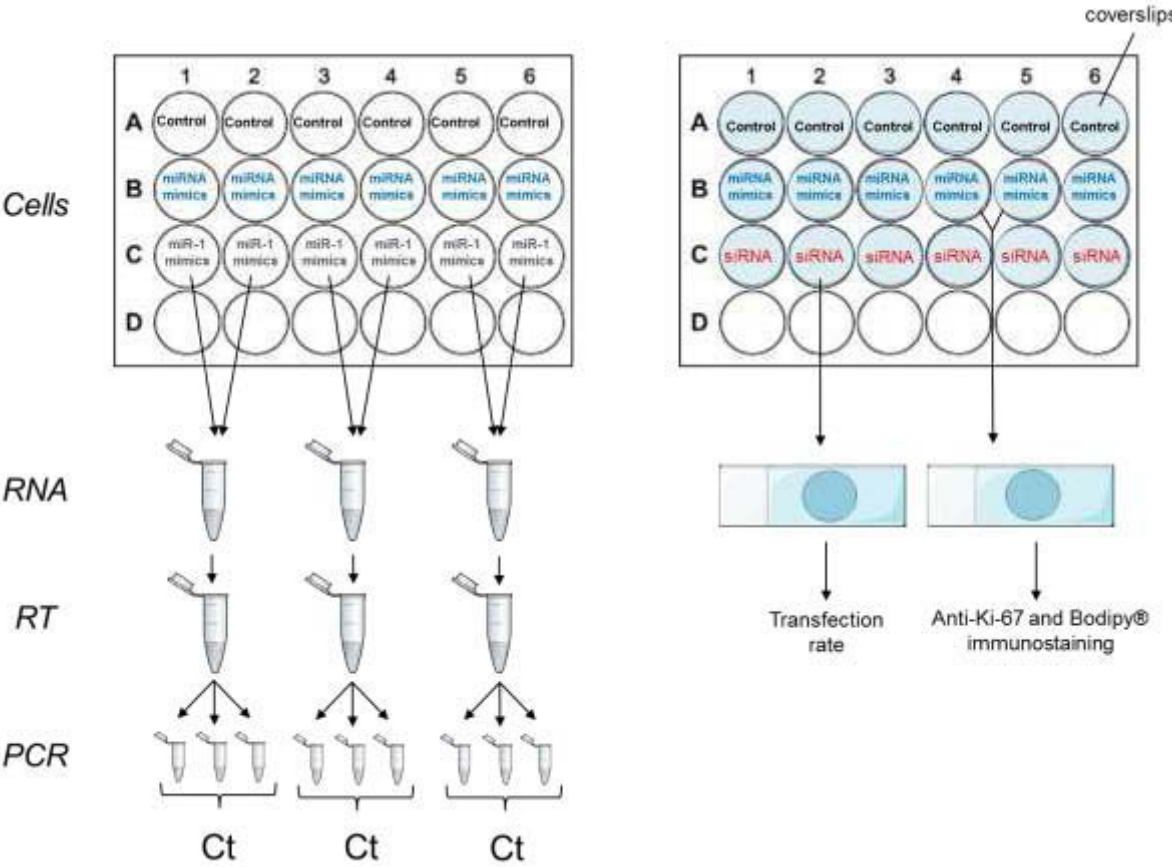 coverslips
1 2 3 4 5 6
A Control Control Control Control Control Control
B miRNA miRNA miRNA miRNA miRNA miRNA
mimics mimics mimics mimics mimics mimics
C miR-1 miR-1 miR-1 miR-1 miR-1 miR-1
mimics mimics mimics mimics mimics mimics
D
1 2 3 4 5 6
A Control Control Control Control Control Control
B miRNA miRNA miRNA miRNA miRNA miRNA
mimics mimics mimics mimics mimics mimics
C siRNA siRNA siRNA siRNA siRNA siRNA
D
Cells
RNA
RT
PCR
Ct Ct Ct
Transfection
rate
Anti-Ki-67 and Bodipy®
immunostaining